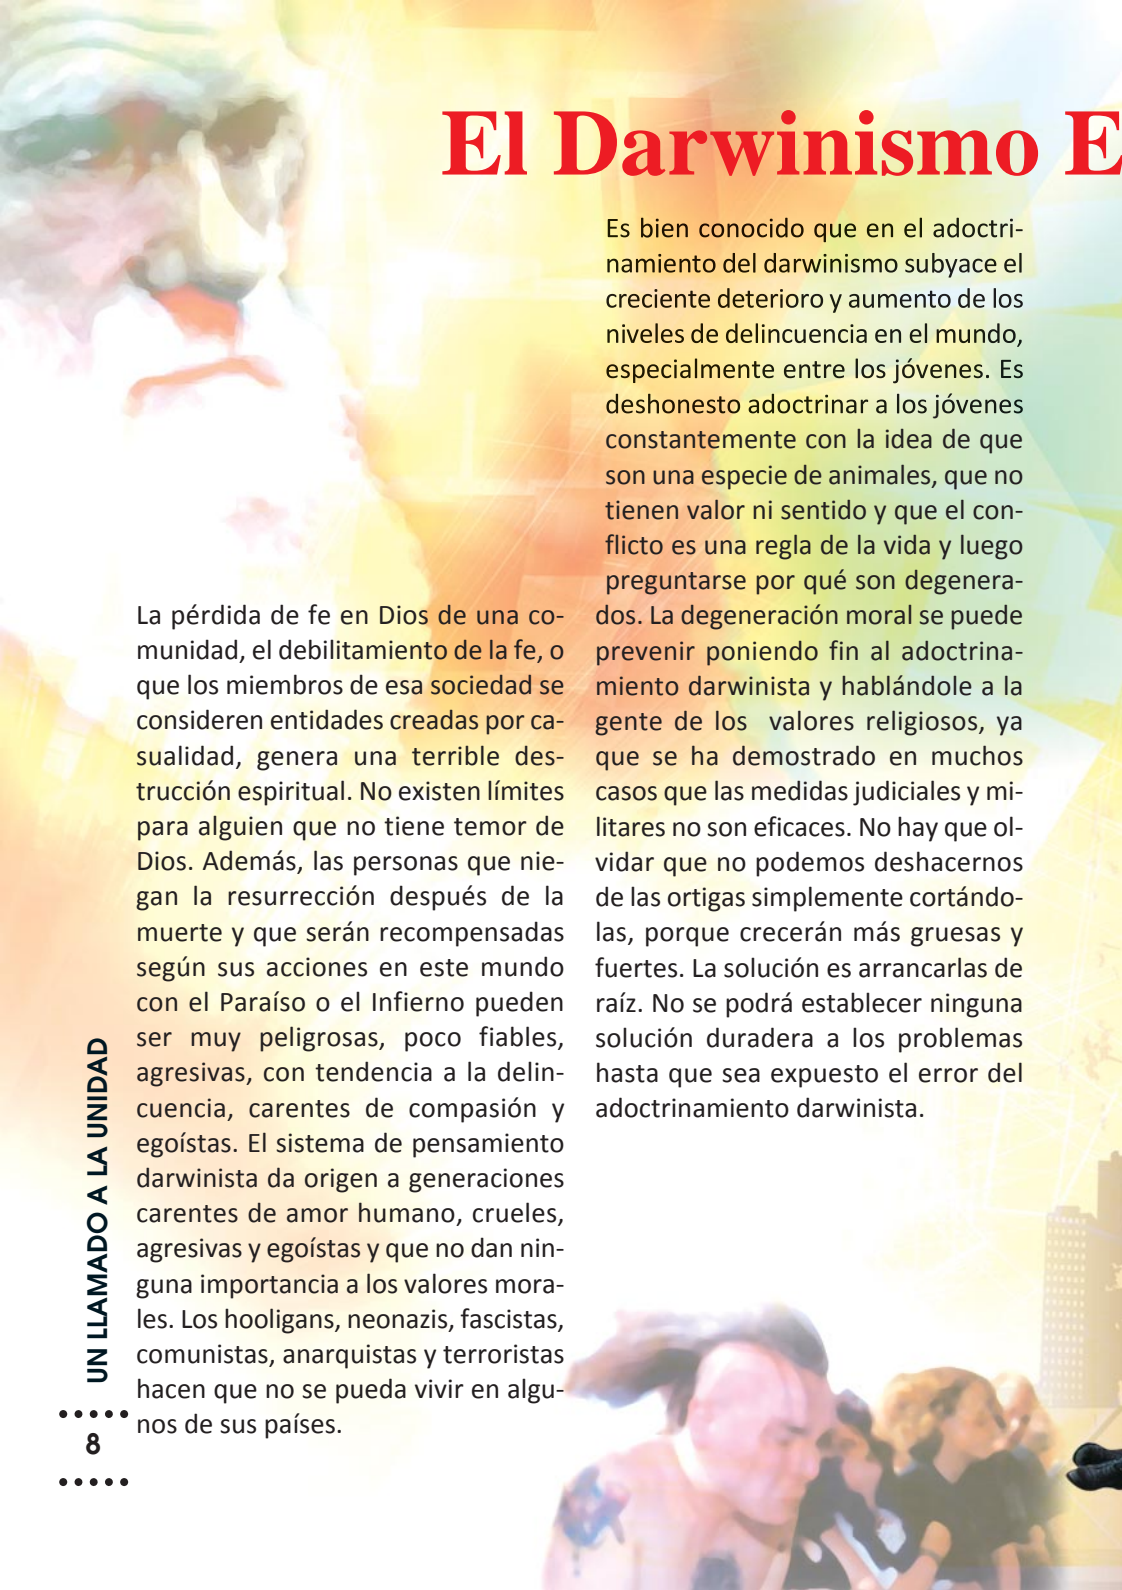 El Darwinismo E
La pérdida de fe en Dios de una co-
munidad, el debilitamiento de la fe, o
que los miembros de esa sociedad se
consideren entidades creadas por ca-
sualidad, genera una terrible des-
trucción espiritual. No existen límites
para alguien que no tiene temor de
Dios. Además, las personas que nie-
gan la resurrección después de la
muerte y que serán recompensadas
según sus acciones en este mundo
con el Paraíso o el Infierno pueden
ser muy peligrosas, poco fiables,
agresivas, con tendencia a la delin-
cuencia, carentes de compasión y
egoístas. El sistema de pensamiento
darwinista da origen a generaciones
carentes de amor humano, crueles,
agresivas y egoístas y que no dan nin-
guna importancia a los valores mora-
les. Los hooligans, neonazis, fascistas,
comunistas, anarquistas y terroristas
hacen que no se pueda vivir en algu-
nos de sus países.
Es bien conocido que en el adoctri-
namiento del darwinismo subyace el
creciente deterioro y aumento de los
niveles de delincuencia en el mundo,
especialmente entre los jóvenes. Es
deshonesto adoctrinar a los jóvenes
constantemente con la idea de que
son una especie de animales, que no
tienen valor ni sentido y que el con-
flicto es una regla de la vida y luego
preguntarse por qué son degenera-
dos. La degeneración moral se puede
prevenir poniendo fin al adoctrina-
miento darwinista y hablándole a la
gente de los valores religiosos, ya
que se ha demostrado en muchos
casos que las medidas judiciales y mi-
litares no son eficaces. No hay que ol-
vidar que no podemos deshacernos
de las ortigas simplemente cortándo-
las, porque crecerán más gruesas y
fuertes. La solución es arrancarlas de
raíz. No se podrá establecer ninguna
solución duradera a los problemas
hasta que sea expuesto el error del
adoctrinamiento darwinista.
UN LLAMADO A LA UNIDAD
8